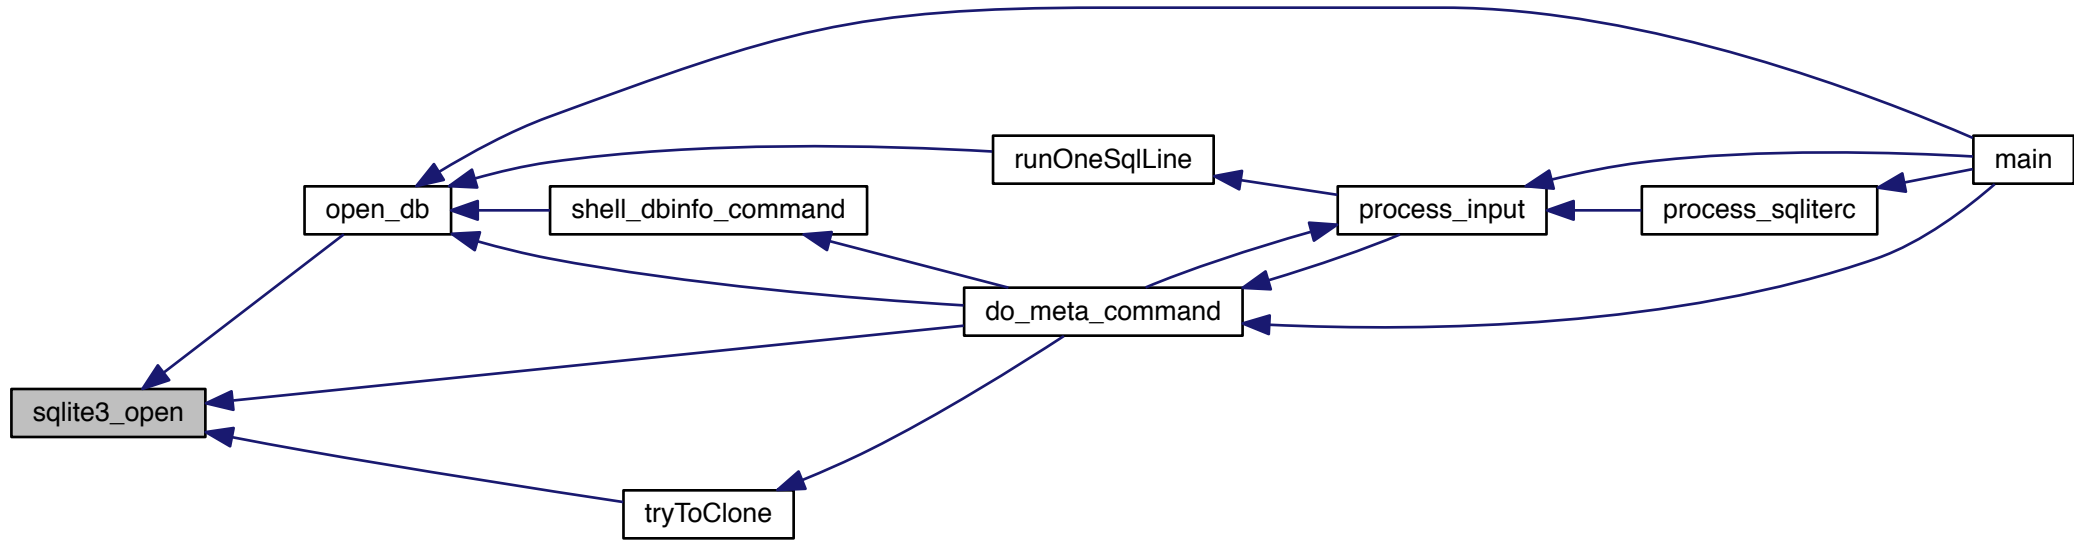 main
runOneSqlLine
open_db
shell_dbinfo_command
process_input
process_sqliterc
do_meta_command
sqlite3_open
tryToClone